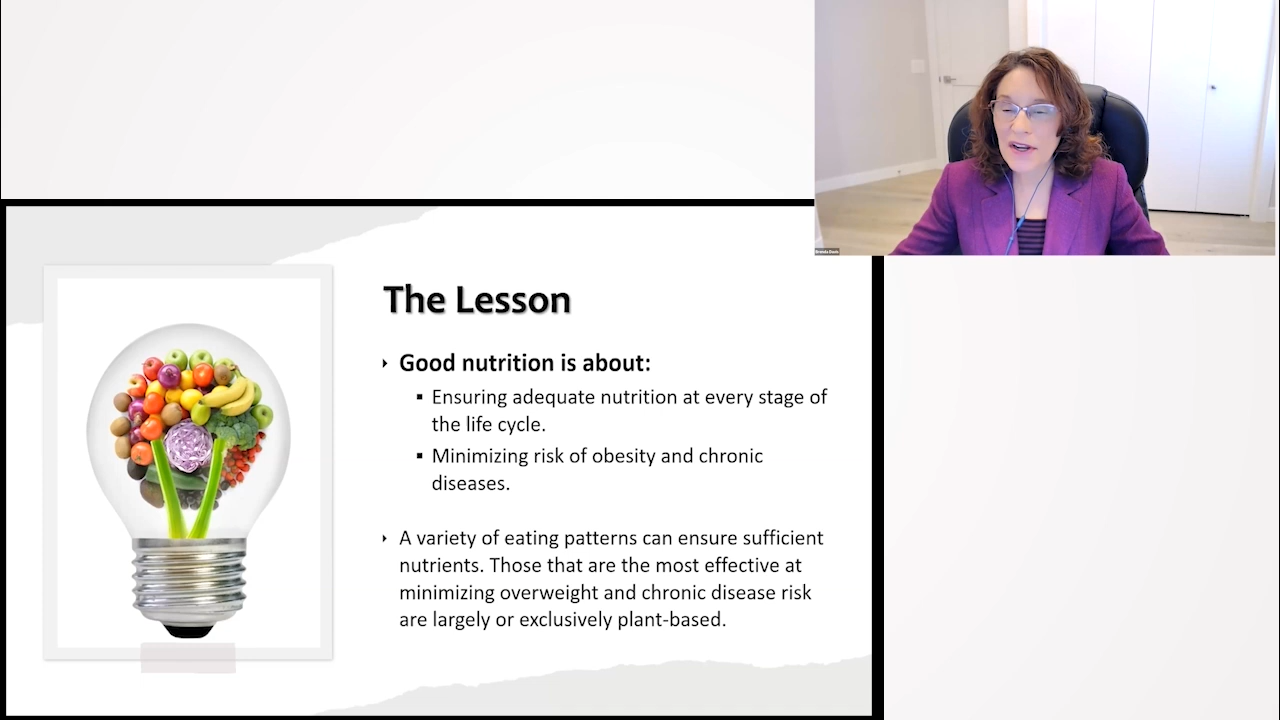 Brenda Davis
The Lesson
Good nutrition is about:
Ensuring adequate nutrition at every stage of
the life cycle.
Minimizing risk of obesity and chronic
diseases.
A variety of eating patterns can ensure sufficient
nutrients. Those that are the most effective at
minimizing overweight and chronic disease risk
are largely or exclusively plant-based.